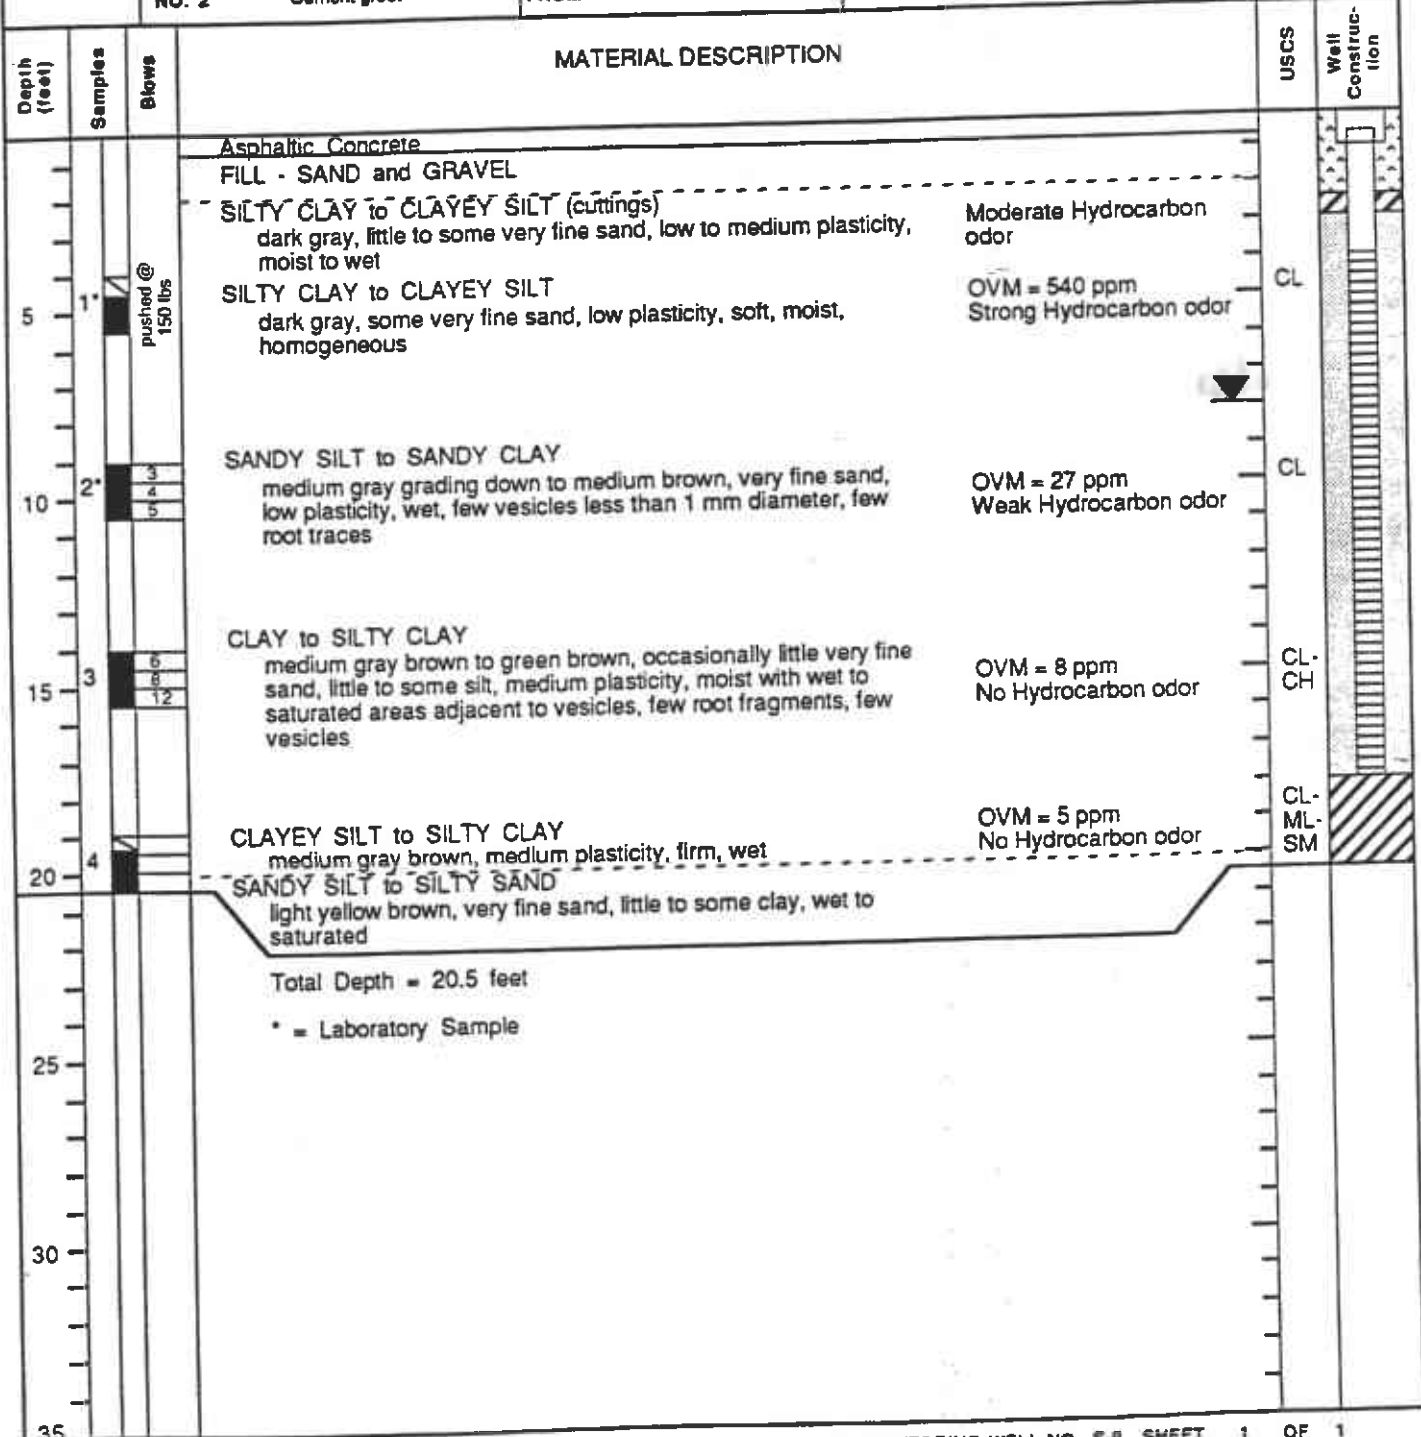 NO. 2
Depth (feet)
Samples
Blows
MATERIAL DESCRIPTION
USCS
Well Construc-tion
Asphaltic Concrete
FILL - SAND and GRAVEL
SILTY CLAY to CLAYEY SILT (cuttings)
dark gray, little to some very fine sand, low to medium plasticity,
moist to wet
Moderate Hydrocarbon
odor
1*
pushed @
150 lbs
SILTY CLAY to CLAYEY SILT
dark gray, some very fine sand, low plasticity, soft, moist,
homogeneous
OVM = 540 ppm
Strong Hydrocarbon odor
CL
5
SANDY SILT to SANDY CLAY
medium gray grading down to medium brown, very fine sand,
low plasticity, wet, few vesicles less than 1 mm diameter, few
root traces
OVM = 27 ppm
Weak Hydrocarbon odor
CL
2*
3
4
5
10
CLAY to SILTY CLAY
medium gray brown to green brown, occasionally little very fine
sand, little to some silt, medium plasticity, moist with wet to
saturated areas adjacent to vesicles, few root fragments, few
vesicles
OVM = 8 ppm
No Hydrocarbon odor
CL-
CH
3
6
8
12
15
CLAYEY SILT to SILTY CLAY
medium gray brown, medium plasticity, firm, wet
OVM = 5 ppm
No Hydrocarbon odor
CL-
ML-
SM
4
20
SANDY SILT to SILTY SAND
light yellow brown, very fine sand, little to some clay, wet to
saturated
Total Depth = 20.5 feet
* = Laboratory Sample
25
30
35
WELL NO. SHEET 1 OF 1